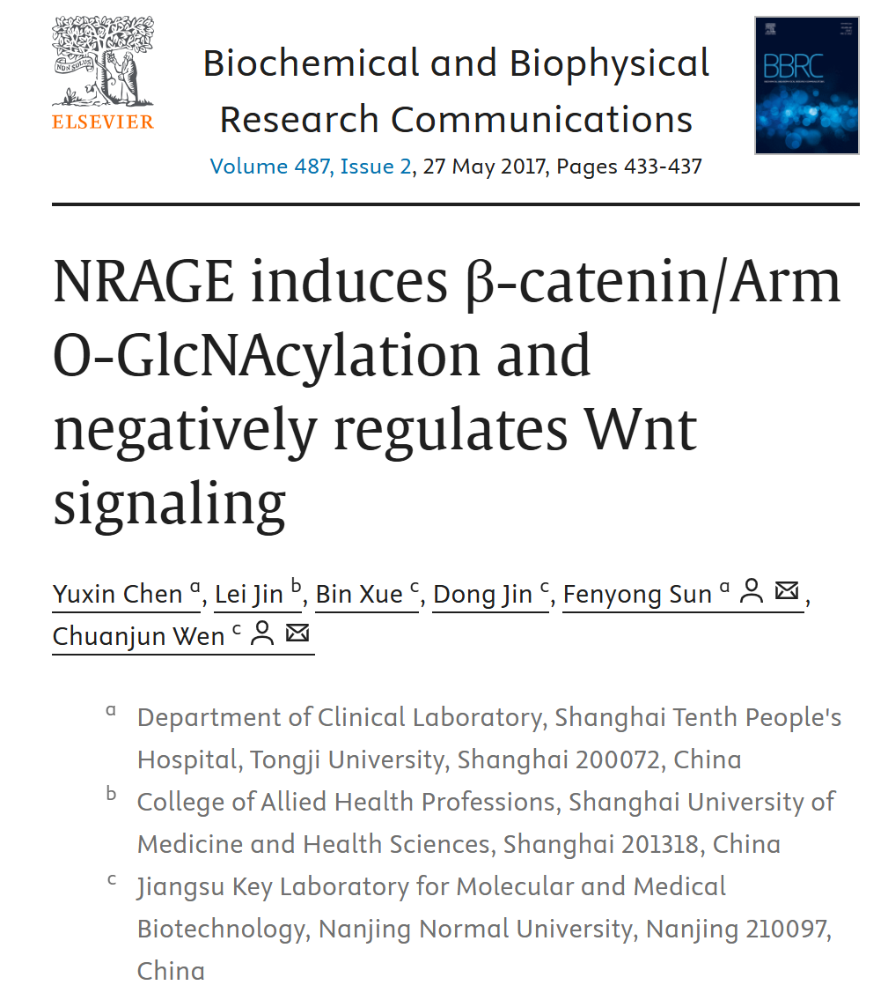 NON SOLUS
ELSEVIER
Biochemical and Biophysical
Research Communications
Volume 487, Issue 2, 27 May 2017, Pages 433-437
BBRC
NRAGE induces β-catenin/Arm
O-GlcNAcylation and
negatively regulates Wnt
signaling
Yuxin Chen a, Lei Jin b, Bin Xue c, Dong Jin c, Fenyong Sun a,
Chuanjun Wen c
a Department of Clinical Laboratory, Shanghai Tenth People's
Hospital, Tongji University, Shanghai 200072, China
b College of Allied Health Professions, Shanghai University of
Medicine and Health Sciences, Shanghai 201318, China
c Jiangsu Key Laboratory for Molecular and Medical
Biotechnology, Nanjing Normal University, Nanjing 210097,
China